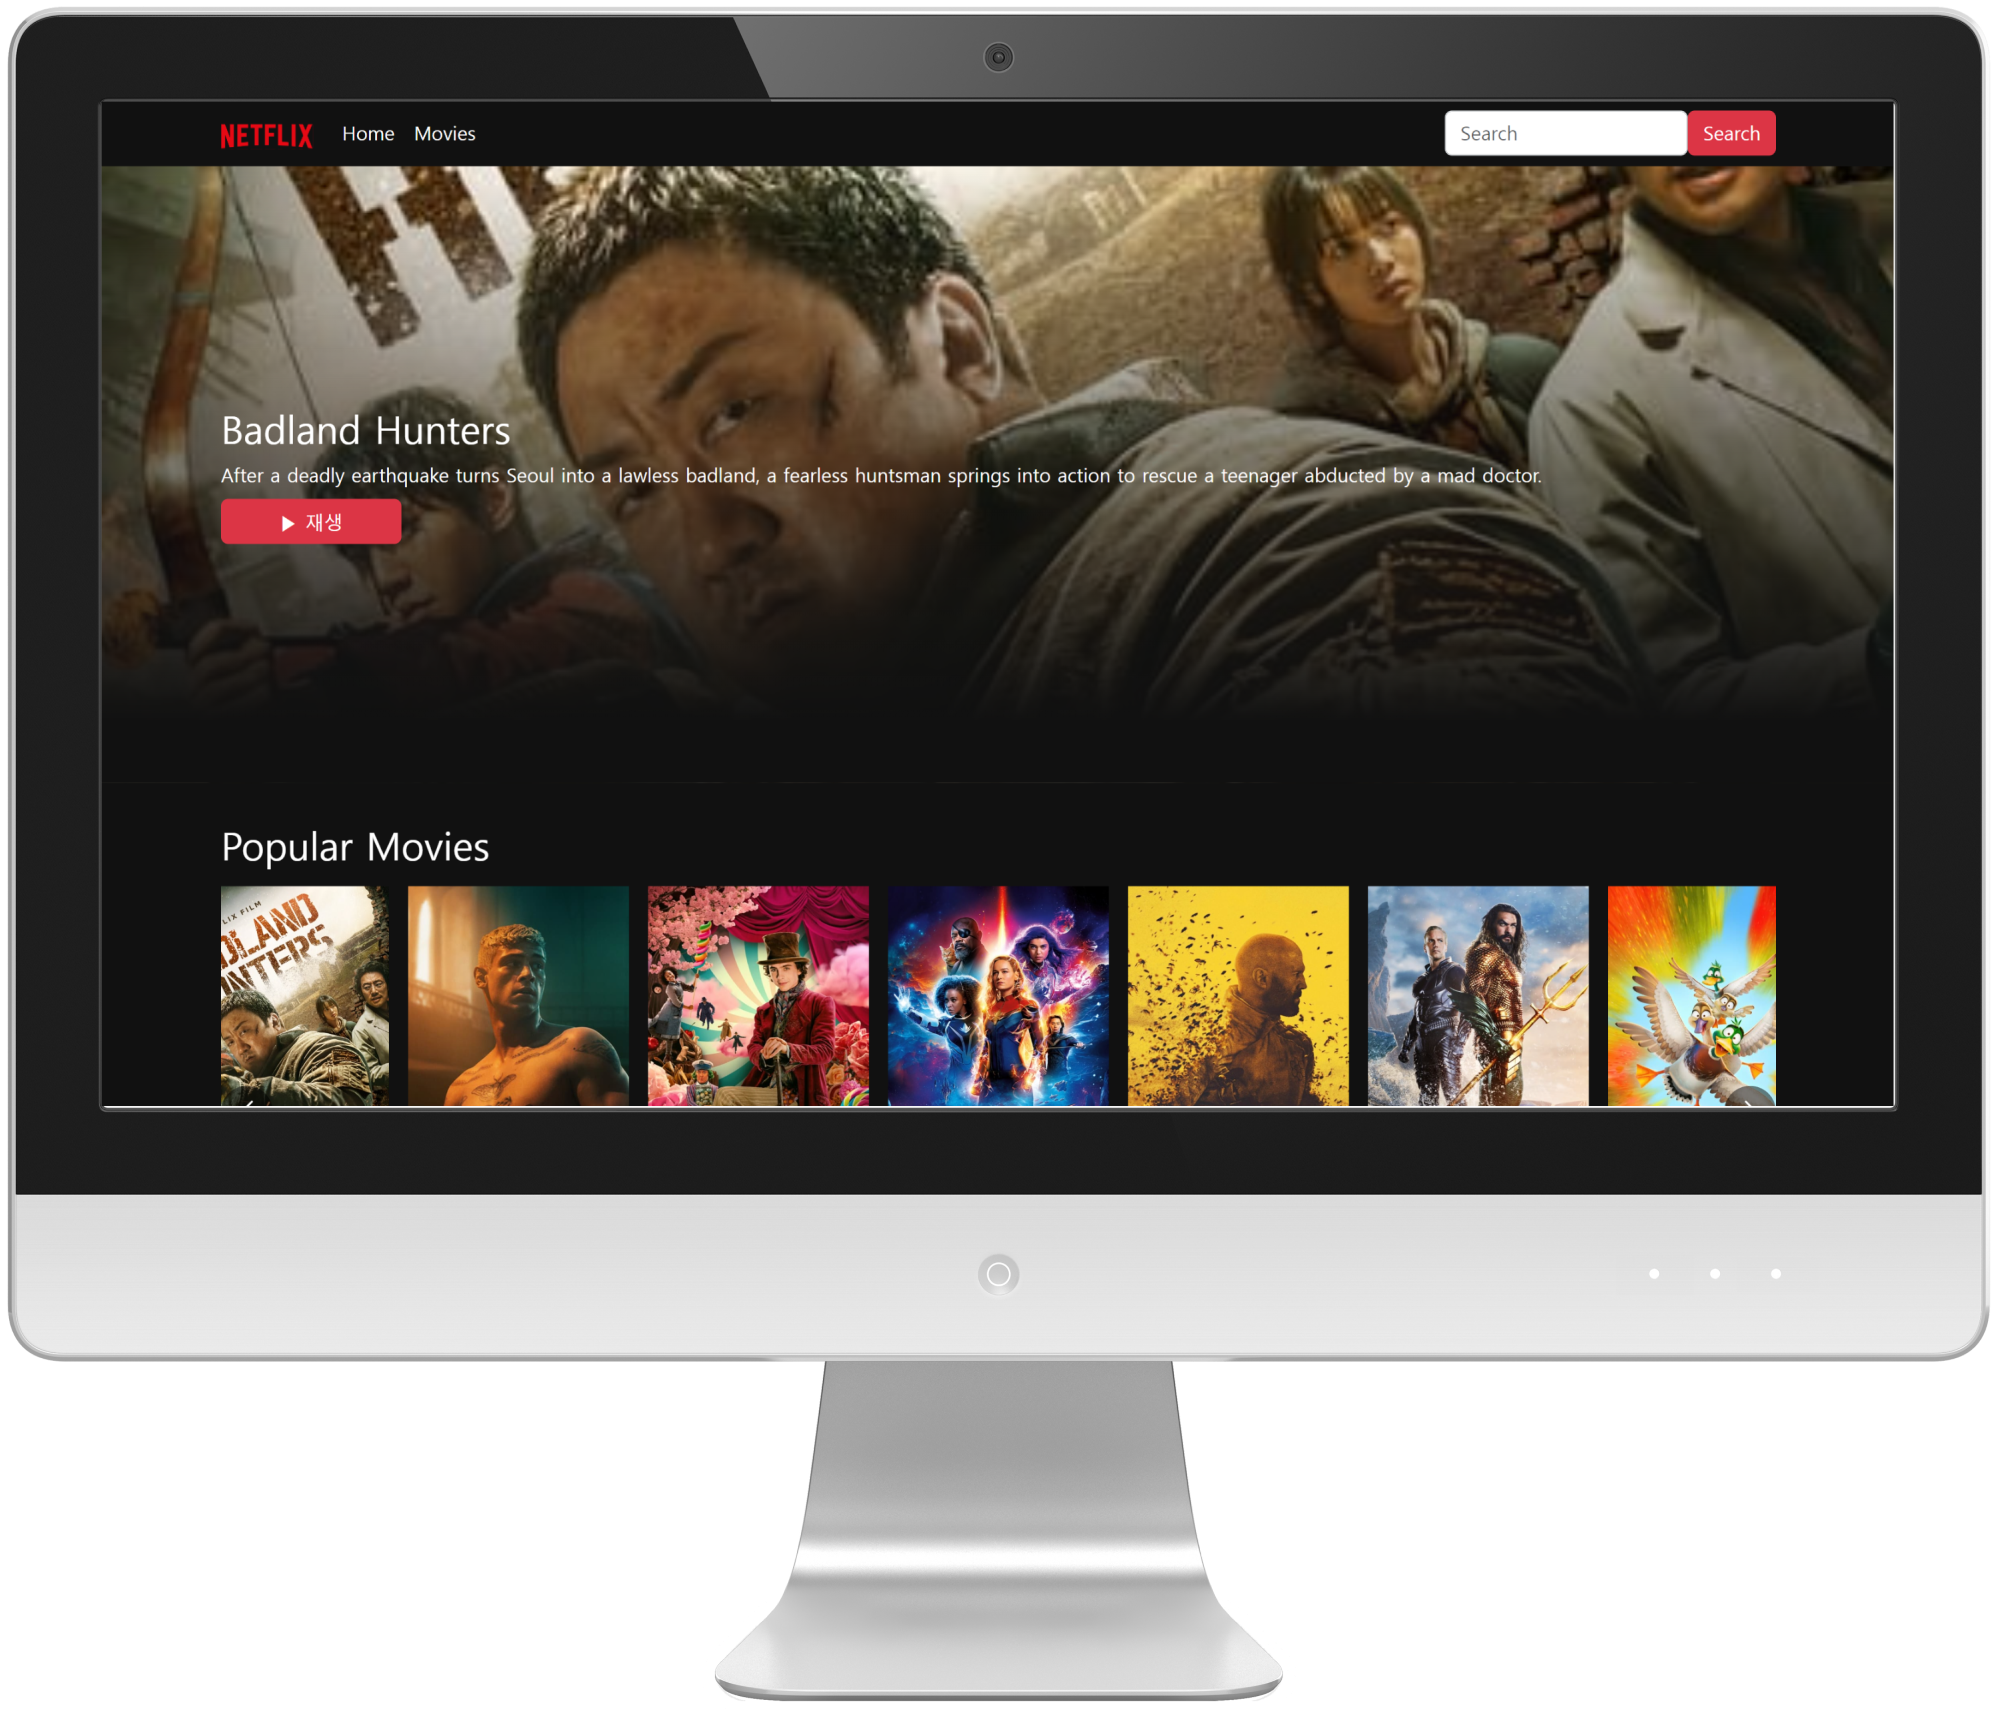 NETFLIX Home Movies Search Search
Badland Hunters
After a deadly earthquake turns Seoul into a lawless badland, a fearless huntsman springs into action to rescue a teenager abducted by a mad doctor.
재생
Popular Movies
LIX FILM
DLAND
UNTERS